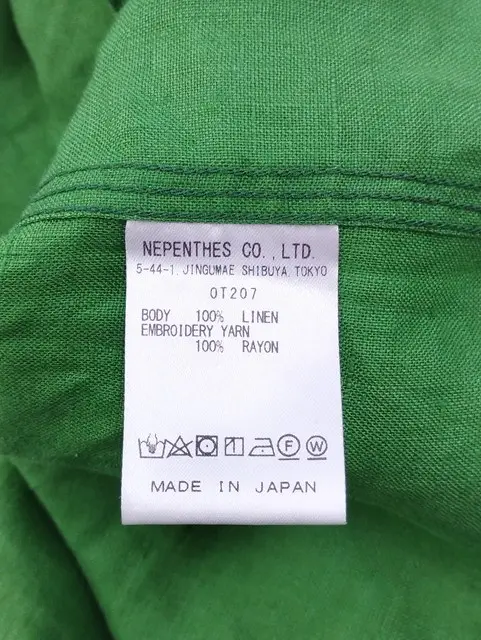 NEPENTHES CO.,LTD.
5-44-1, JINGUMAE SHIBUYA, TOKYO
OT207
BODY 100% LINEN
EMBROIDERY YARN
100% RAYON
F W
MADE IN JAPAN